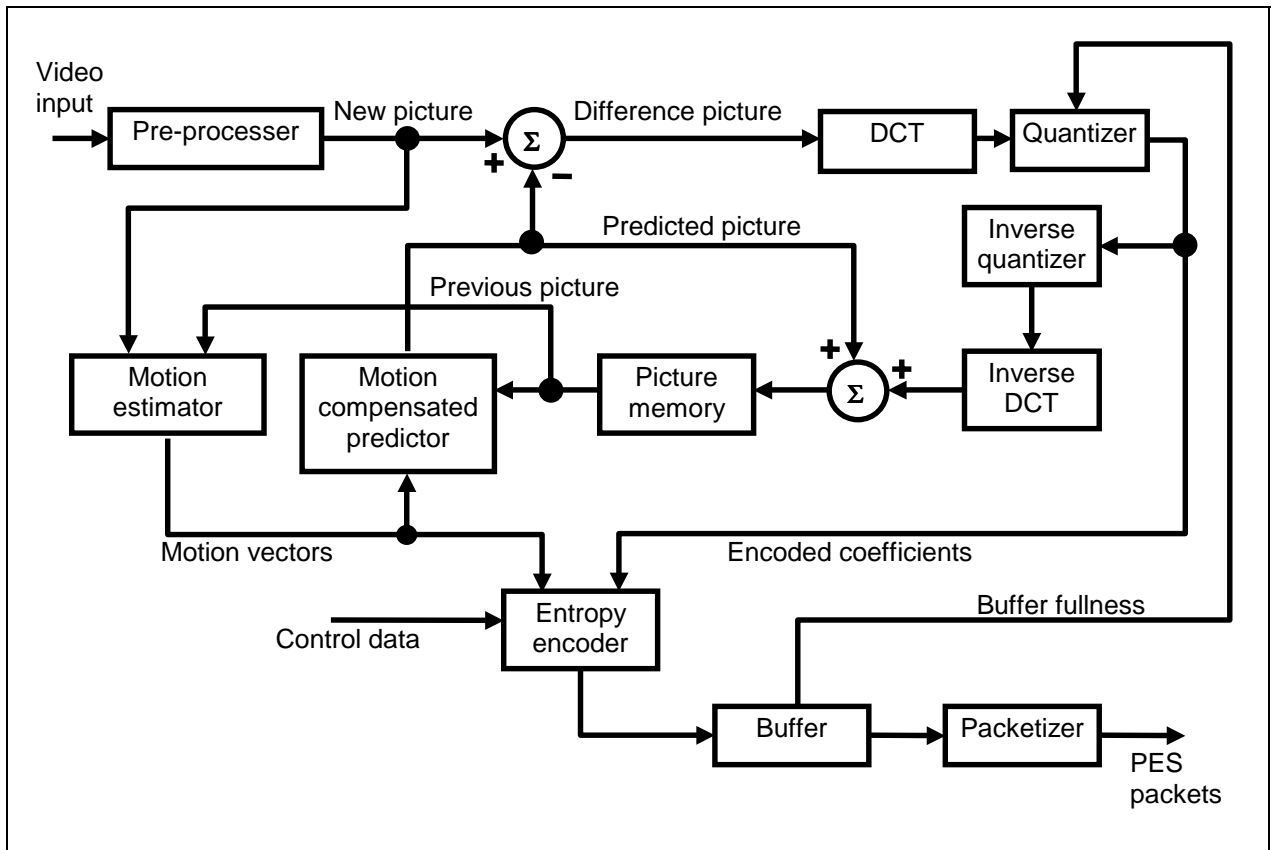 Video
input
Pre-processer
New picture
Σ
+
−
Difference picture
DCT
Quantizer
Predicted picture
Inverse
quantizer
Previous picture
Motion
estimator
Motion
compensated
predictor
Picture
memory
+
Σ
+
Inverse
DCT
Motion vectors
Encoded coefficients
Entropy
encoder
Buffer fullness
Control data
Buffer
Packetizer
PES
packets